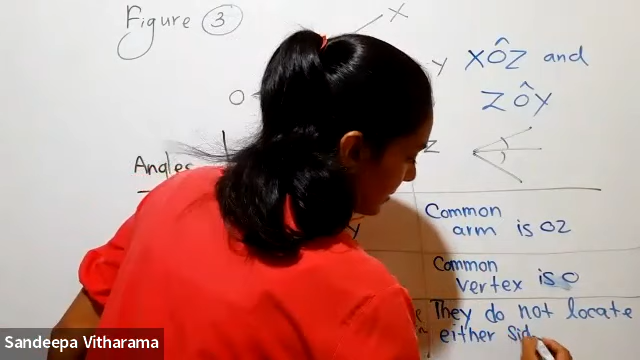 Figure 3
X
Y
XÔZ and
ZÔY
O
Z
Angles
Common
arm is OZ
Y
Common
vertex is O
They do not locate
either Sid
Sandeepa Vitharama